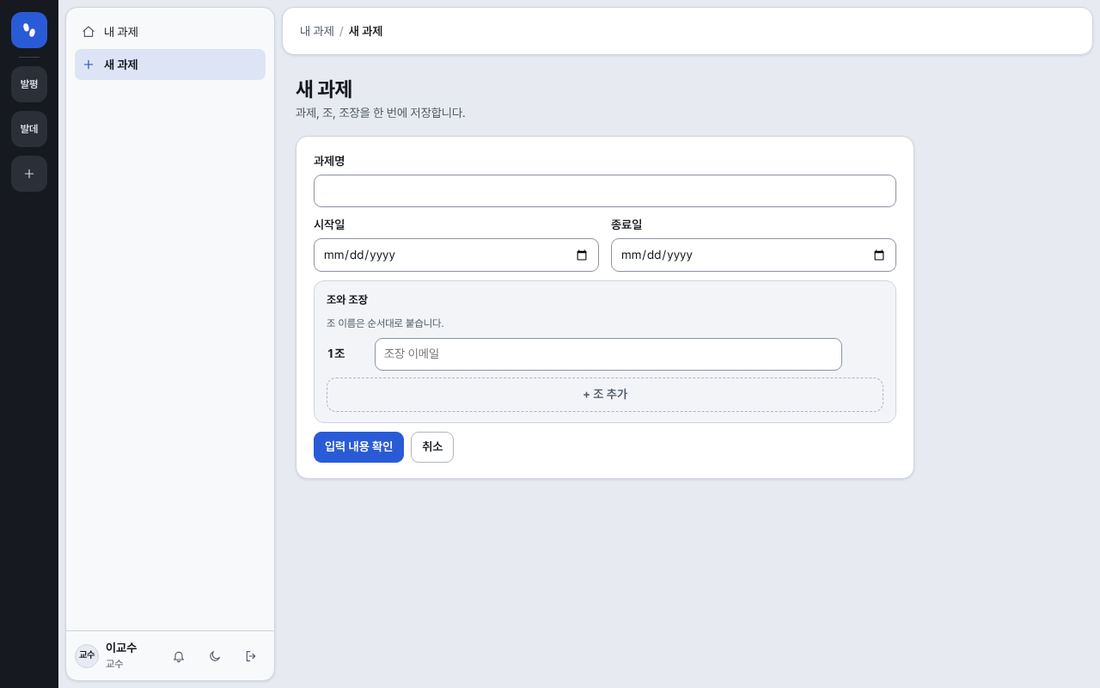 내 과제
새 과제
발평
발데
+
내 과제 / 새 과제
새 과제
과제, 조, 조장을 한 번에 저장합니다.
과제명
시작일
종료일
mm/dd/yyyy
mm/dd/yyyy
조와 조장
조 이름은 순서대로 붙습니다.
1조
조장 이메일
+ 조 추가
입력 내용 확인
취소
교수
이교수
교수